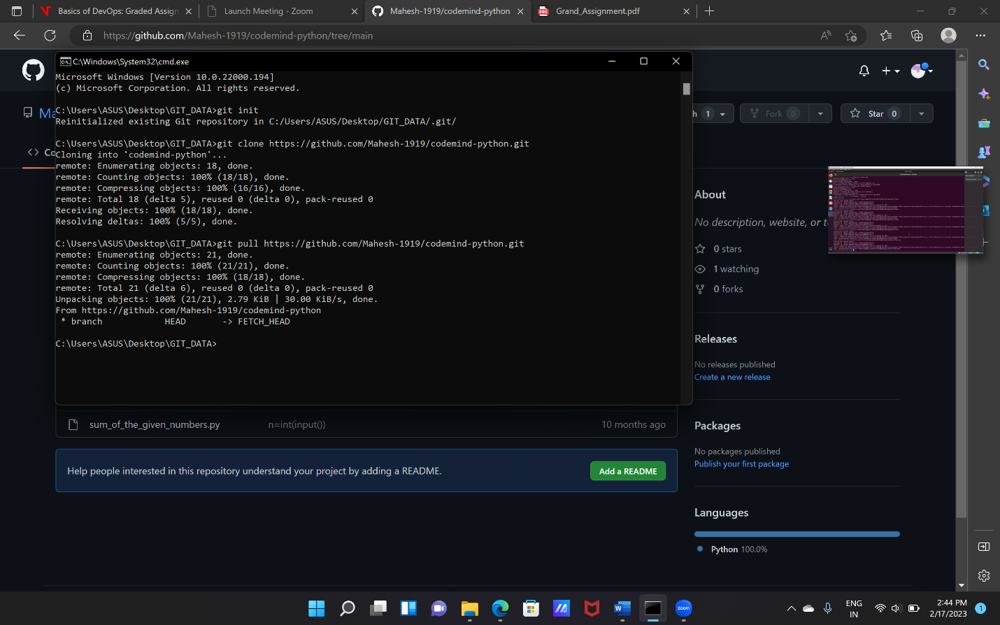 Basics of DevOps: Graded Assign
Launch Meeting - Zoom
Mahesh-1919/codemind-python
Grand_Assignment.pdf
https://github.com/Mahesh-1919/codemind-python/tree/main
C:\Windows\System32\cmd.exe
Microsoft Windows [Version 10.0.22000.194]
(c) Microsoft Corporation. All rights reserved.
C:\Users\ASUS\Desktop\GIT_DATA>git init
Reinitialized existing Git repository in C:/Users/ASUS/Desktop/GIT_DATA/.git/
C:\Users\ASUS\Desktop\GIT_DATA>git clone https://github.com/Mahesh-1919/codemind-python.git
Cloning into 'codemind-python'...
remote: Enumerating objects: 18, done.
remote: Counting objects: 100% (18/18), done.
remote: Compressing objects: 100% (16/16), done.
remote: Total 18 (delta 5), reused 0 (delta 0), pack-reused 0
Receiving objects: 100% (18/18), done.
Resolving deltas: 100% (5/5), done.
C:\Users\ASUS\Desktop\GIT_DATA>git pull https://github.com/Mahesh-1919/codemind-python.git
remote: Enumerating objects: 21, done.
remote: Counting objects: 100% (21/21), done.
remote: Compressing objects: 100% (18/18), done.
remote: Total 21 (delta 6), reused 0 (delta 0), pack-reused 0
Unpacking objects: 100% (21/21), 2.79 KiB | 30.00 KiB/s, done.
From https://github.com/Mahesh-1919/codemind-python
* branch HEAD -> FETCH_HEAD
C:\Users\ASUS\Desktop\GIT_DATA>
Ma
<> Co
h 1
Fork 0
Star 0
About
No description, website, or t
0 stars
1 watching
0 forks
Releases
No releases published
Create a new release
sum_of_the_given_numbers.py n=int(input()) 10 months ago
Packages
No packages published
Publish your first package
Help people interested in this repository understand your project by adding a README.
Add a README
Languages
Python 100.0%
zoom
ENG
IN
2:44 PM
2/17/2023
1